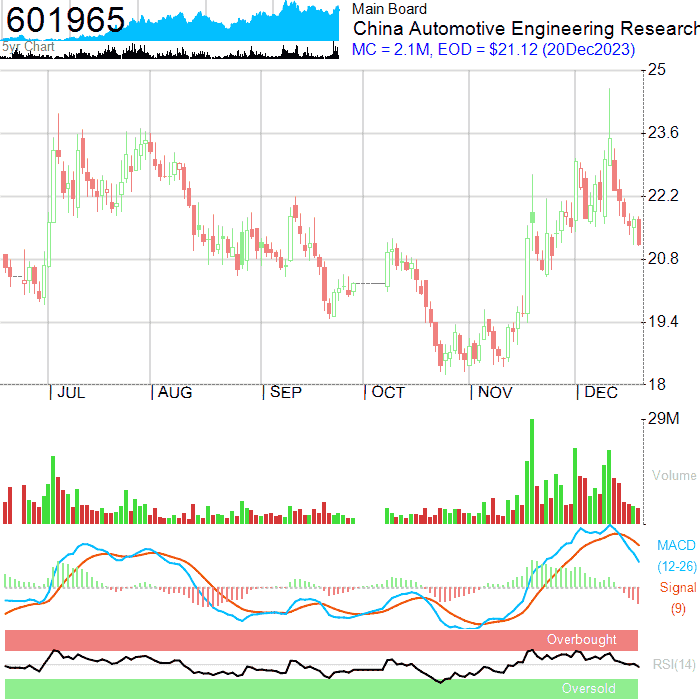 601965
5yr Chart
Main Board
China Automotive Engineering Research
MC = 2.1M, EOD = $21.12 (20Dec2023)
25
23.6
22.2
20.8
19.4
18
JUL AUG SEP OCT NOV DEC
29M
Volume
MACD
(12-26)
Signal
(9)
Overbought
RSI(14)
Oversold